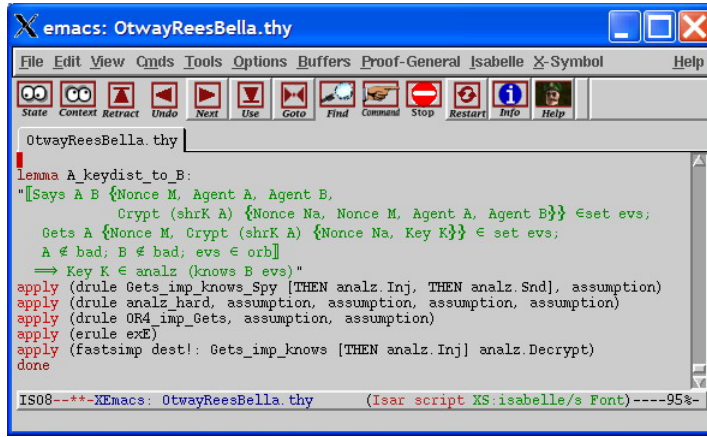 emacs: OtwayReesBella.thy
File Edit View Cmds Tools Options Buffers Proof-General Isabelle X-Symbol Help
State Context Retract Undo Next Use Goto Find Command Stop Restart Info Help
OtwayReesBella.thy
lemma A_keydist_to_B:
"⟦Says A B ⦃Nonce M, Agent A, Agent B,
Crypt (shrK A) ⦃Nonce Na, Nonce M, Agent A, Agent B⦄⦄ ∈set evs;
Gets A ⦃Nonce M, Crypt (shrK A) ⦃Nonce Na, Key K⦄⦄ ∈ set evs;
A ∉ bad; B ∉ bad; evs ∈ orb⟧
⟹ Key K ∈ analz (knows B evs)"
apply (drule Gets_imp_knows_Spy [THEN analz.Inj, THEN analz.Snd], assumption)
apply (drule analz_hard, assumption, assumption, assumption, assumption)
apply (drule OR4_imp_Gets, assumption, assumption)
apply (erule exE)
apply (fastsimp dest!: Gets_imp_knows [THEN analz.Inj] analz.Decrypt)
done
ISO8--**-XEmacs: OtwayReesBella.thy (Isar script XS:isabelle/s Font)----95%-